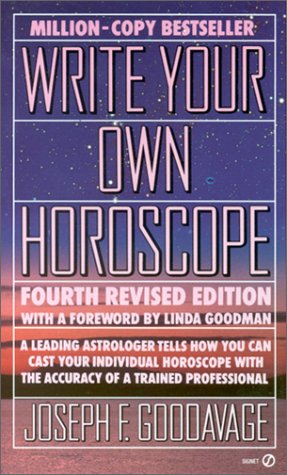 MILLION-COPY BESTSELLER
WRITE YOUR
OWN
HOROSCOPE
FOURTH REVISED EDITION
WITH A FOREWORD BY LINDA GOODMAN
A LEADING ASTROLOGER TELLS HOW YOU CAN
CAST YOUR INDIVIDUAL HOROSCOPE WITH
THE ACCURACY OF A TRAINED PROFESSIONAL
JOSEPH F. GOODAVAGE
SIGNET